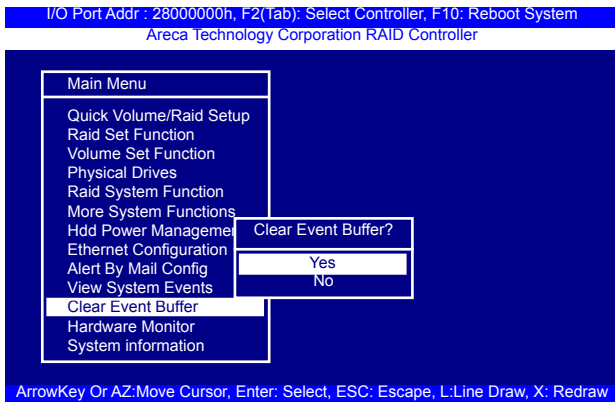 I/O Port Addr : 28000000h, F2(Tab): Select Controller, F10: Reboot System
Areca Technology Corporation RAID Controller
Main Menu
Quick Volume/Raid Setup
Raid Set Function
Volume Set Function
Physical Drives
Raid System Function
More System Functions
Hdd Power Managemen
Ethernet Configuration
Alert By Mail Config
View System Events
Clear Event Buffer
Hardware Monitor
System information
Clear Event Buffer?
Yes
No
ArrowKey Or AZ:Move Cursor, Enter: Select, ESC: Escape, L:Line Draw, X: Redraw